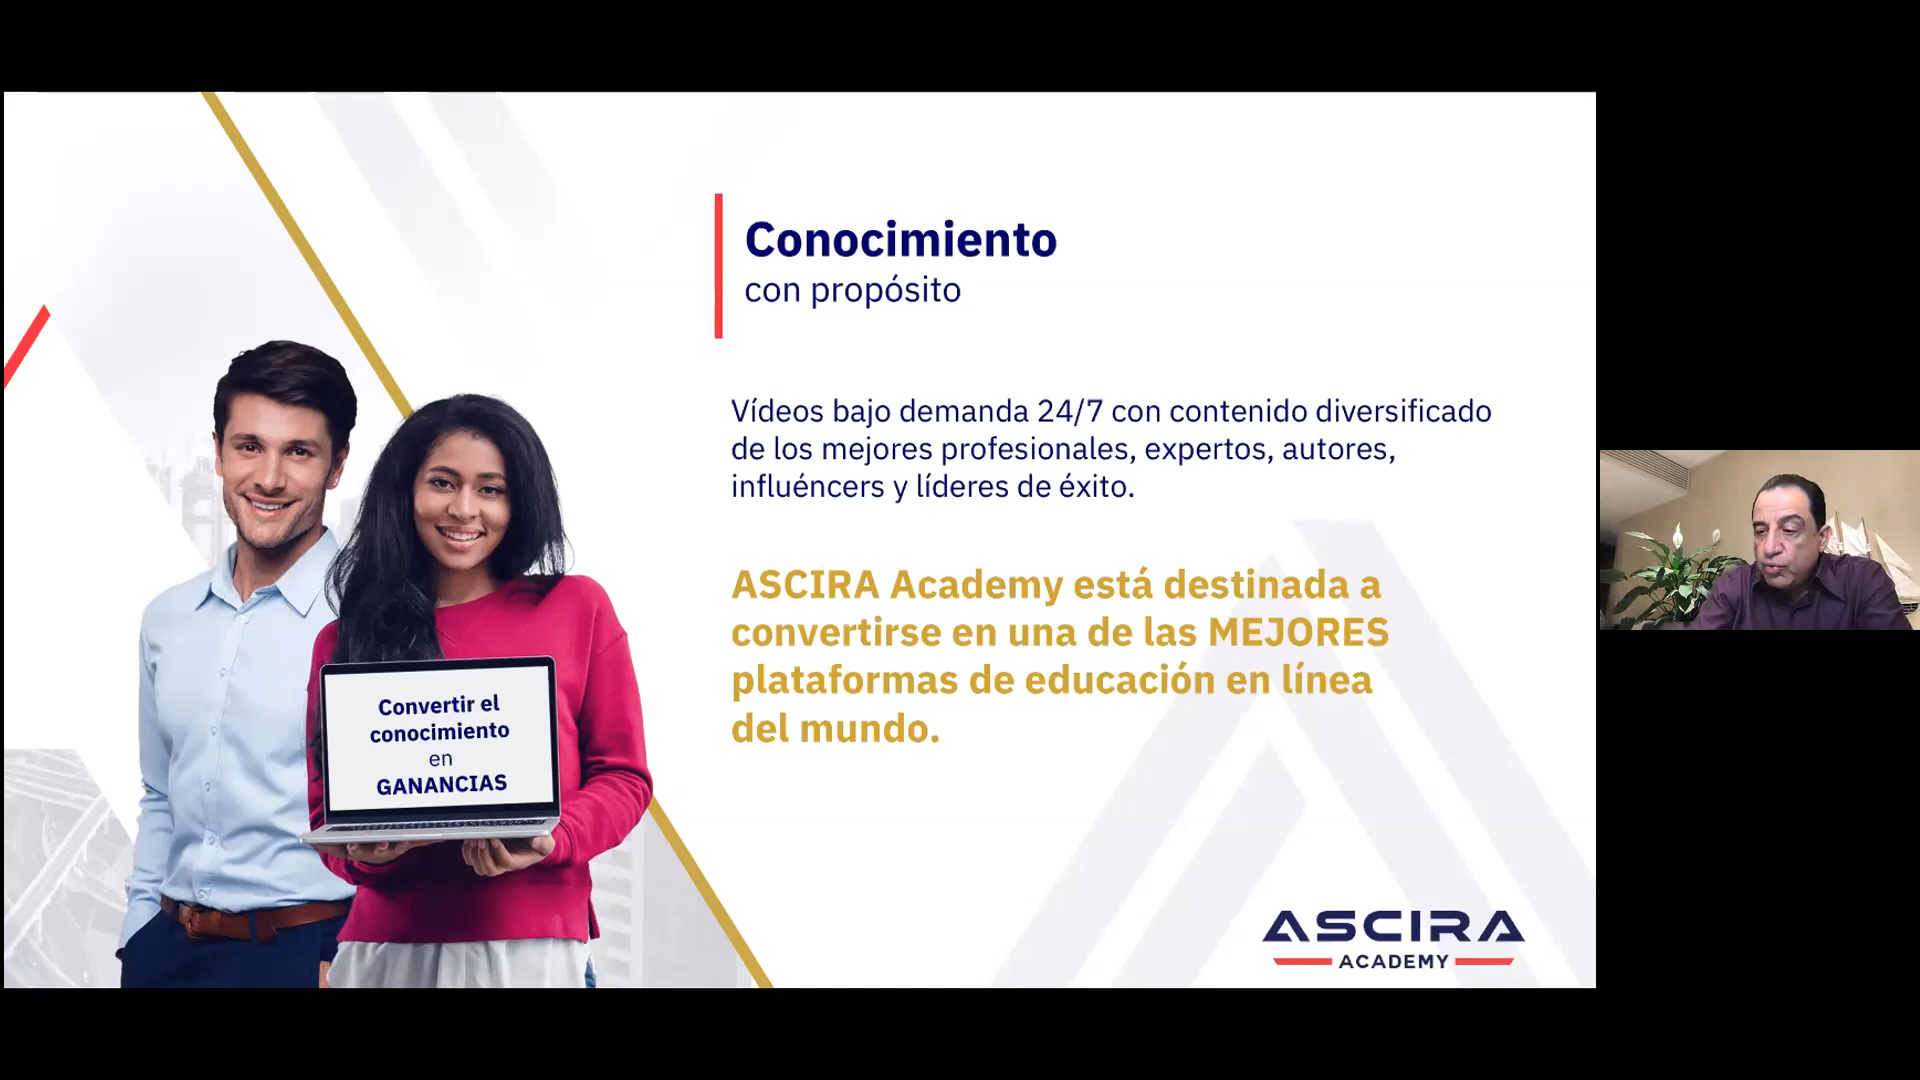 Conocimiento
con propósito
Vídeos bajo demanda 24/7 con contenido diversificado
de los mejores profesionales, expertos, autores,
influéncers y líderes de éxito.
ASCIRA Academy está destinada a
convertirse en una de las MEJORES
plataformas de educación en línea
del mundo.
Convertir el
conocimiento
en
GANANCIAS
ASCIRA
ACADEMY